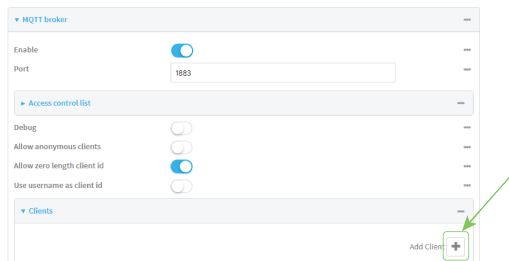 MQTT broker
Enable
Port
1883
Access control list
Debug
Allow anonymous clients
Allow zero length client id
Use username as client id
Clients
Add Client